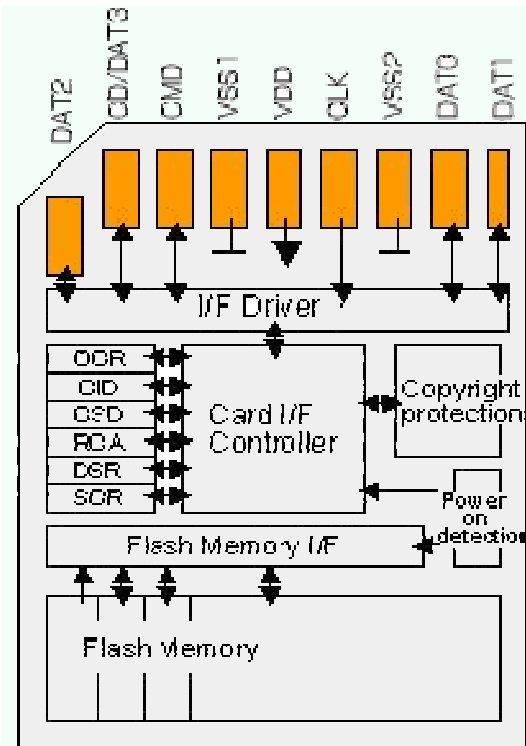 DAT2
CD/DAT3
CMD
VSS1
VDD
CLK
VSS2
DAT0
DAT1
I/F Driver
OCR
CID
CSD
RCA
DSR
SCR
Card I/F
Controller
Copyright
protections
Power
on
detection
Flash Memory I/F
Flash Memory